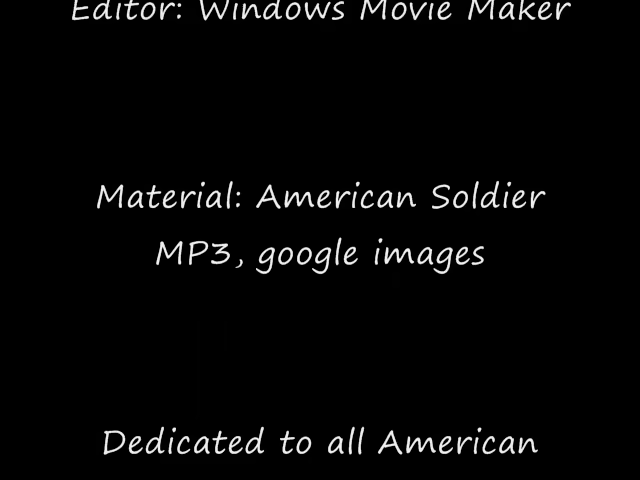 Editor: Windows Movie Maker
Material: American Soldier
MP3, google images
Dedicated to all American